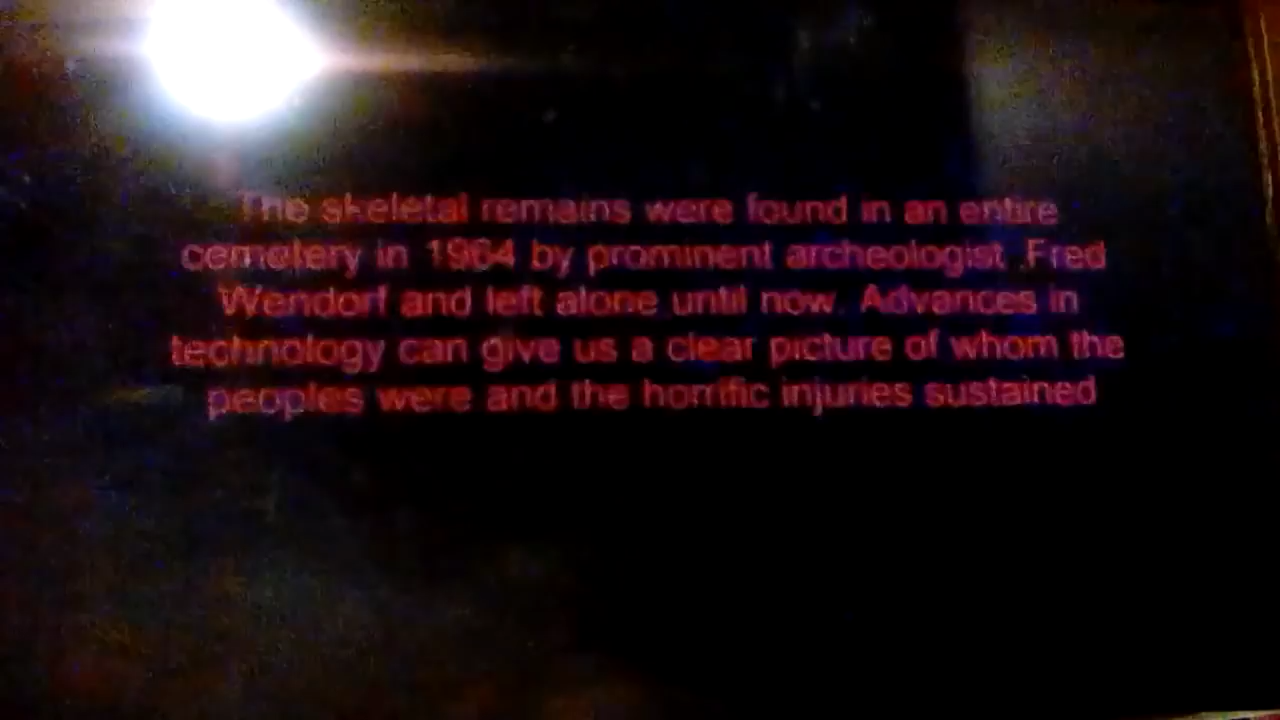 The skeletal remains were found in an entire
cemetery in 1964 by prominent archeologist .Fred
Wendorf and left alone until now. Advances in
technology can give us a clear picture of whom the
peoples were and the horrific injuries sustained